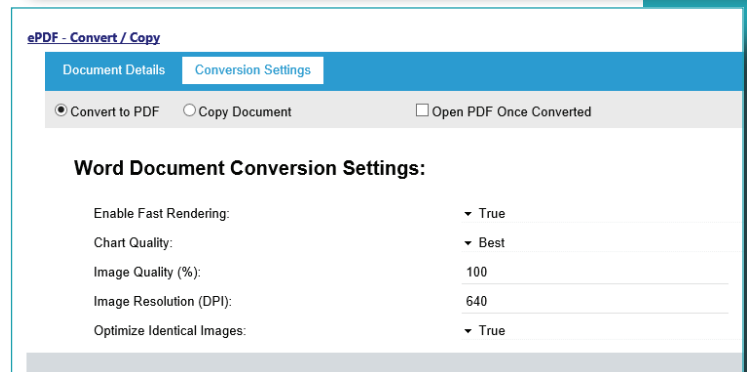 ePDF - Convert / Copy
Document Details Conversion Settings
Convert to PDF Copy Document Open PDF Once Converted
Word Document Conversion Settings:
Enable Fast Rendering: True
Chart Quality: Best
Image Quality (%): 100
Image Resolution (DPI): 640
Optimize Identical Images: True